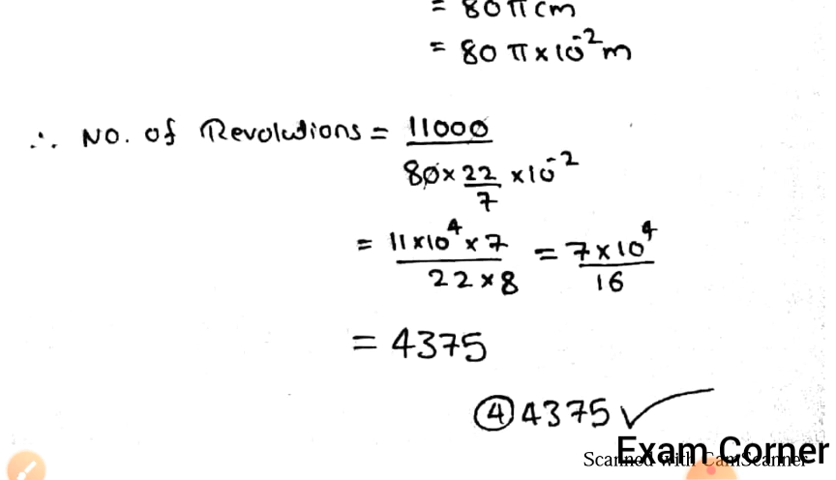 = 80 π cm
= 80 π × 10⁻² m
∴ No. of Revolutions = 11000 / (80 × 22/7 × 10⁻²)
= (11×10⁴ × 7) / (22 × 8) = (7 × 10⁴) / 16
= 4375
④ 4375 ✓
Exam Corner
Scanned with CamScanner